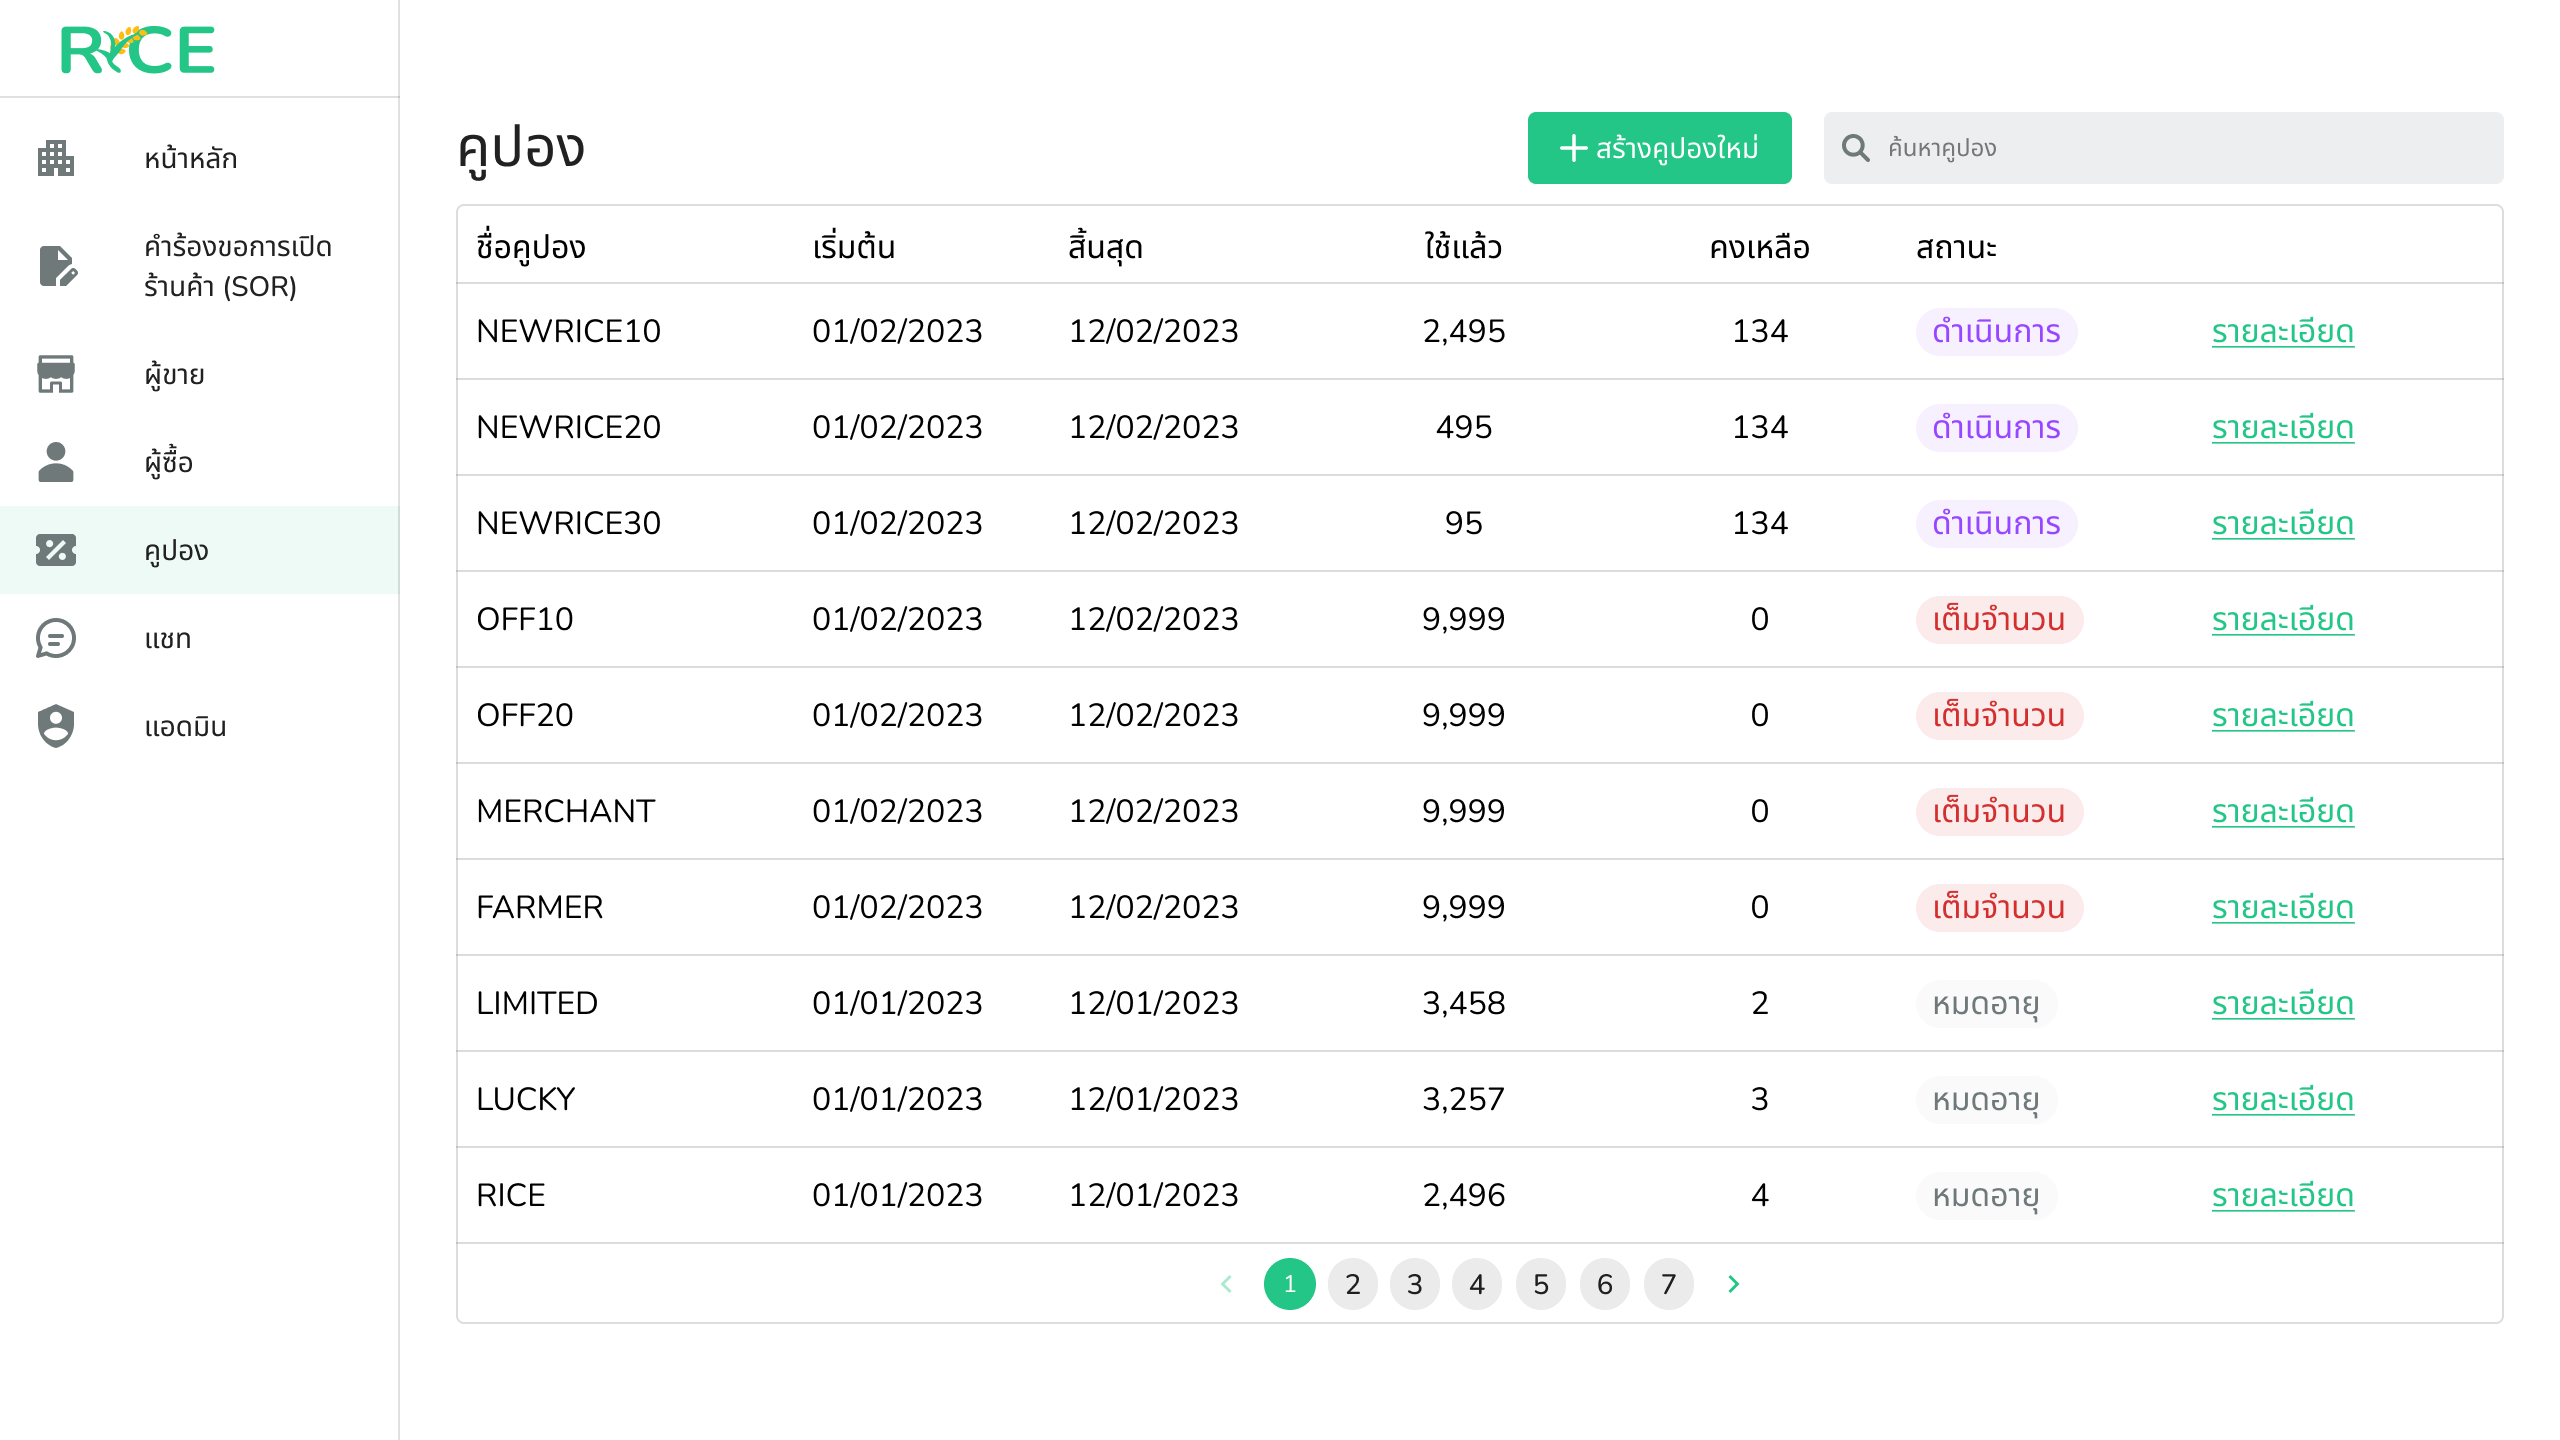 RICE
หน้าหลัก
คำร้องขอการเปิด
ร้านค้า (SOR)
ผู้ขาย
ผู้ซื้อ
คูปอง
แชท
แอดมิน
คูปอง
สร้างคูปองใหม่
ค้นหาคูปอง
ชื่อคูปอง เริ่มต้น สิ้นสุด ใช้แล้ว คงเหลือ สถานะ
NEWRICE10 01/02/2023 12/02/2023 2,495 134 ดำเนินการ รายละเอียด
NEWRICE20 01/02/2023 12/02/2023 495 134 ดำเนินการ รายละเอียด
NEWRICE30 01/02/2023 12/02/2023 95 134 ดำเนินการ รายละเอียด
OFF10 01/02/2023 12/02/2023 9,999 0 เต็มจำนวน รายละเอียด
OFF20 01/02/2023 12/02/2023 9,999 0 เต็มจำนวน รายละเอียด
MERCHANT 01/02/2023 12/02/2023 9,999 0 เต็มจำนวน รายละเอียด
FARMER 01/02/2023 12/02/2023 9,999 0 เต็มจำนวน รายละเอียด
LIMITED 01/01/2023 12/01/2023 3,458 2 หมดอายุ รายละเอียด
LUCKY 01/01/2023 12/01/2023 3,257 3 หมดอายุ รายละเอียด
RICE 01/01/2023 12/01/2023 2,496 4 หมดอายุ รายละเอียด
1 2 3 4 5 6 7